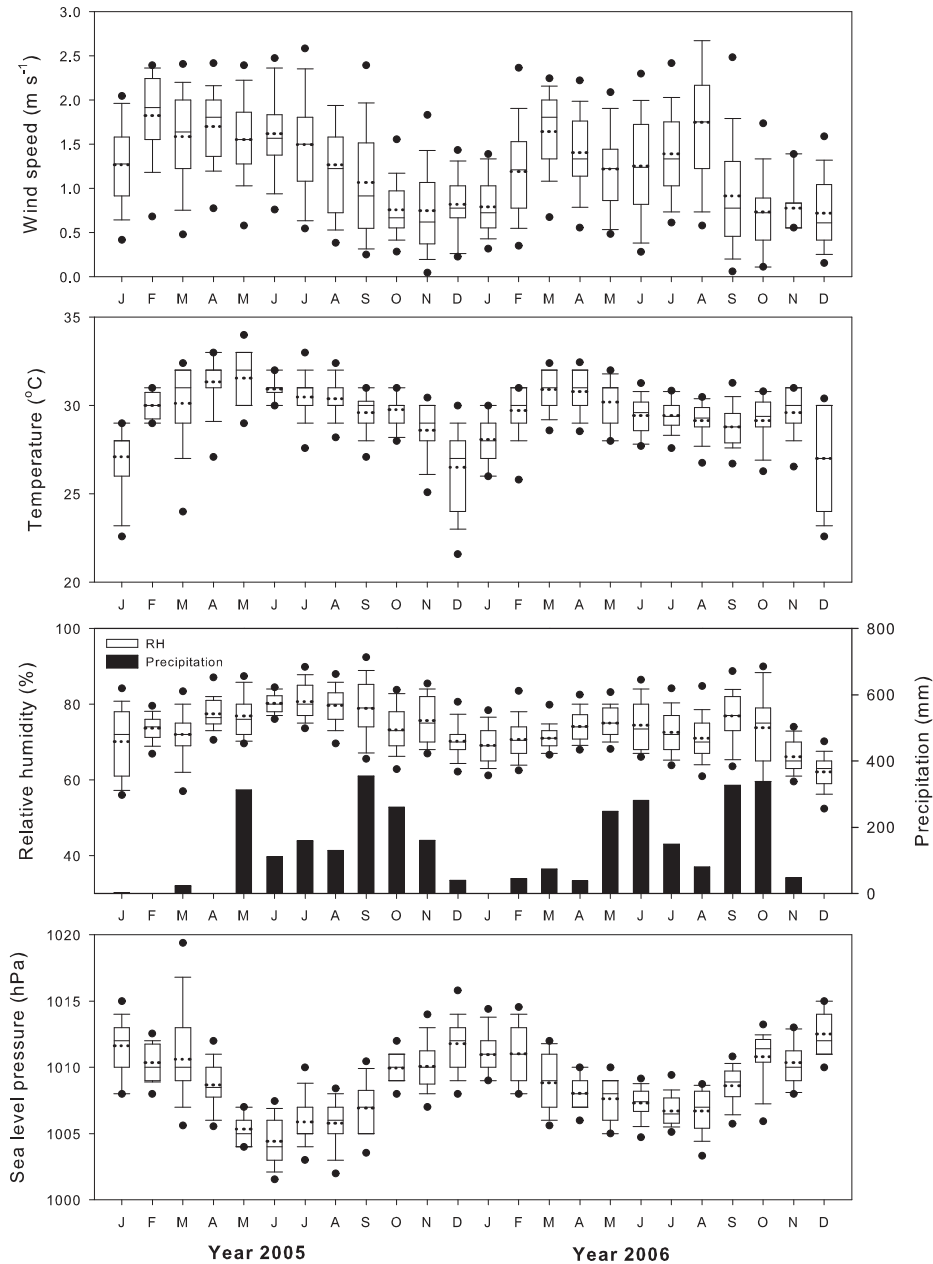 Wind speed (m s-1)
3.0
2.5
2.0
1.5
1.0
0.5
0.0
J F M A M J J A S O N D J F M A M J J A S O N D
Temperature (oC)
35
30
25
20
J F M A M J J A S O N D J F M A M J J A S O N D
Relative humidity (%)
100
80
60
40
RH
Precipitation
800
600
400
200
0
Precipitation (mm)
J F M A M J J A S O N D J F M A M J J A S O N D
Sea level pressure (hPa)
1020
1015
1010
1005
1000
J F M A M J J A S O N D J F M A M J J A S O N D
Year 2005 Year 2006